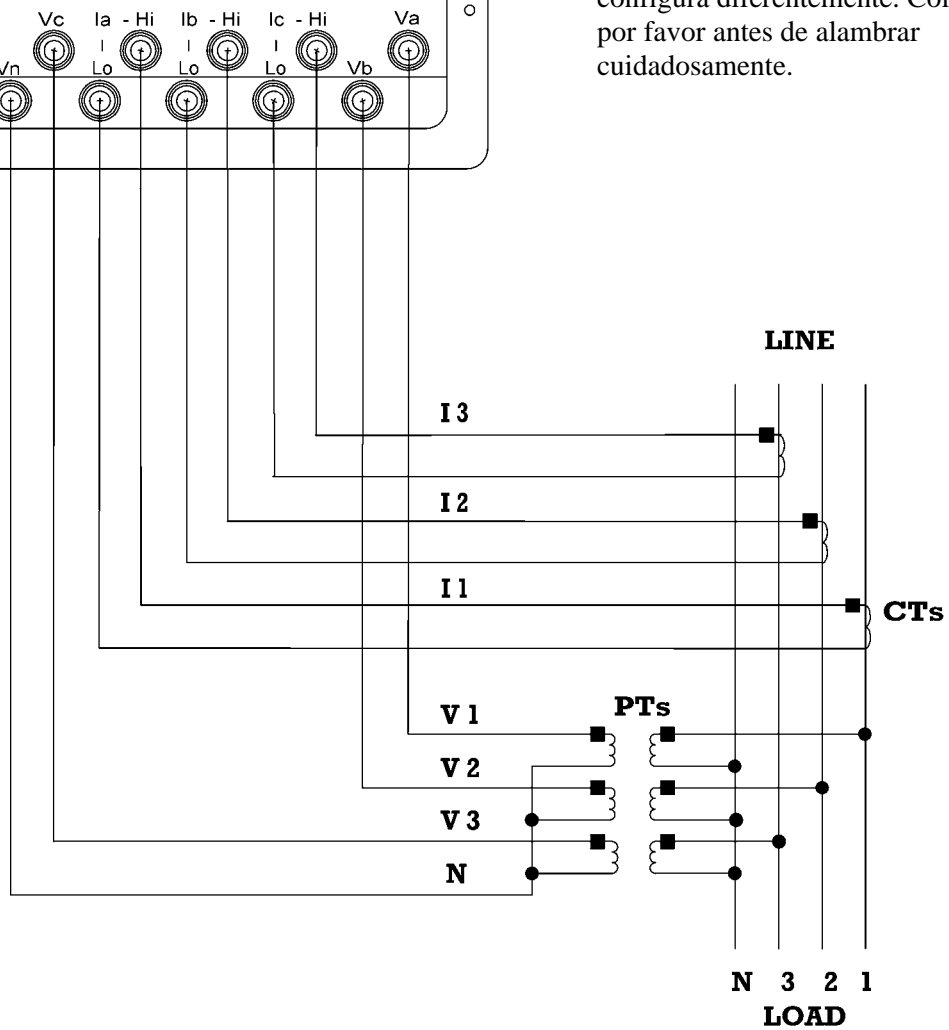 configura diferentemente. Con
por favor antes de alambrar
cuidadosamente.
Vc Ia - Hi Ib - Hi Ic - Hi Va
I I I
Vn Lo Lo Lo Vb
LINE
I 3
I 2
I 1
CTs
PTs
V 1
V 2
V 3
N
N 3 2 1
LOAD